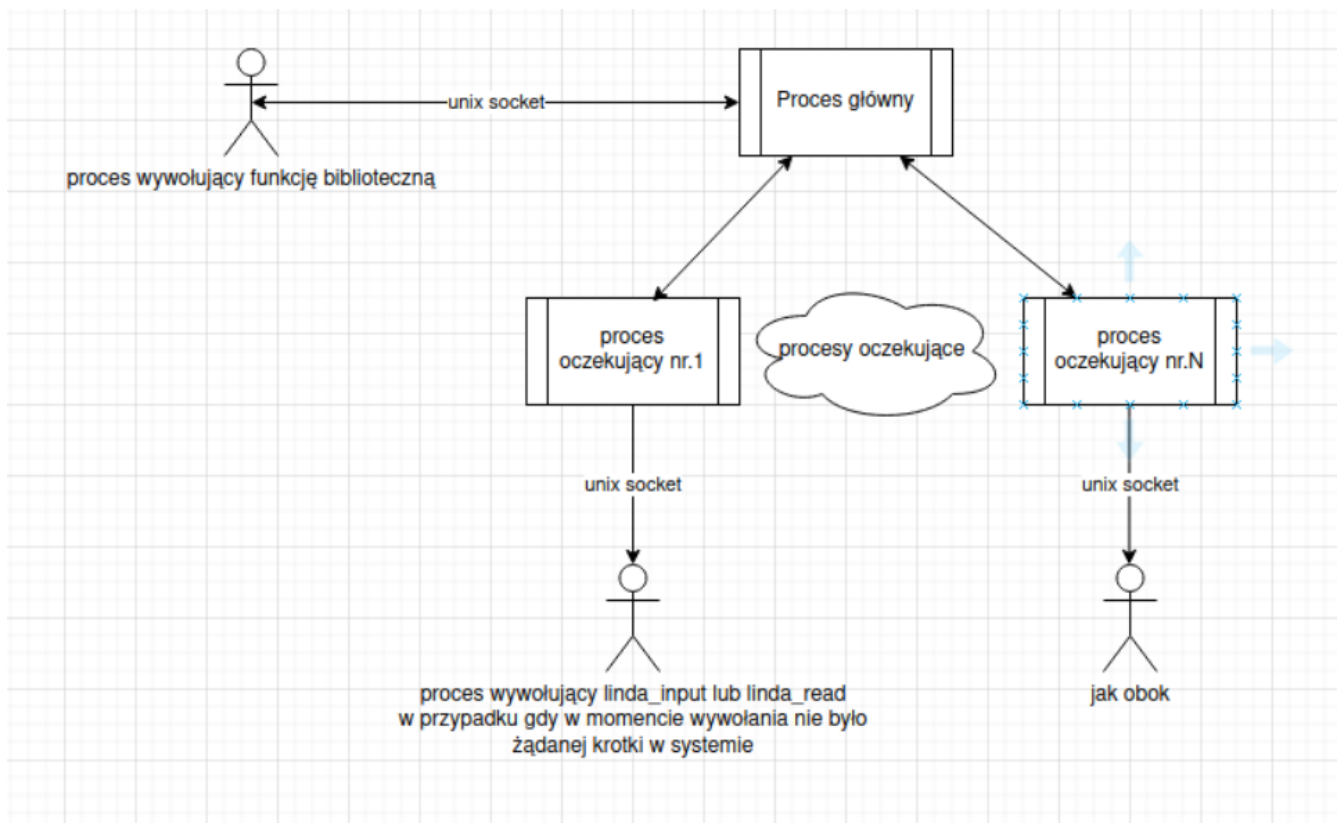 unix socket
Proces główny
proces wywołujący funkcję biblioteczną
proces
oczekujący nr.1
procesy oczekujące
proces
oczekujący nr.N
unix socket
unix socket
proces wywołujący linda_input lub linda_read
w przypadku gdy w momencie wywołania nie było
żądanej krotki w systemie
jak obok